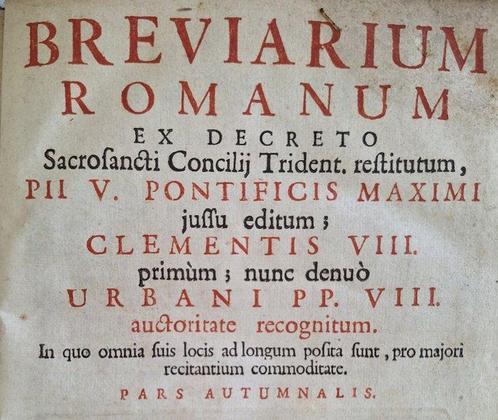 BREVIARIUM
ROMANUM
EX DECRETO
Sacroſancti Concilij Trident. reſtitutum,
PII V. PONTIFICIS MAXIMI
juſſu editum;
CLEMENTIS VIII.
primùm; nunc denuò
URBANI PP. VIII.
auctoritate recognitum.
In quo omnia ſuis locis ad longum poſita ſunt, pro majori
recitantium commoditate.
PARS AUTUMNALIS.